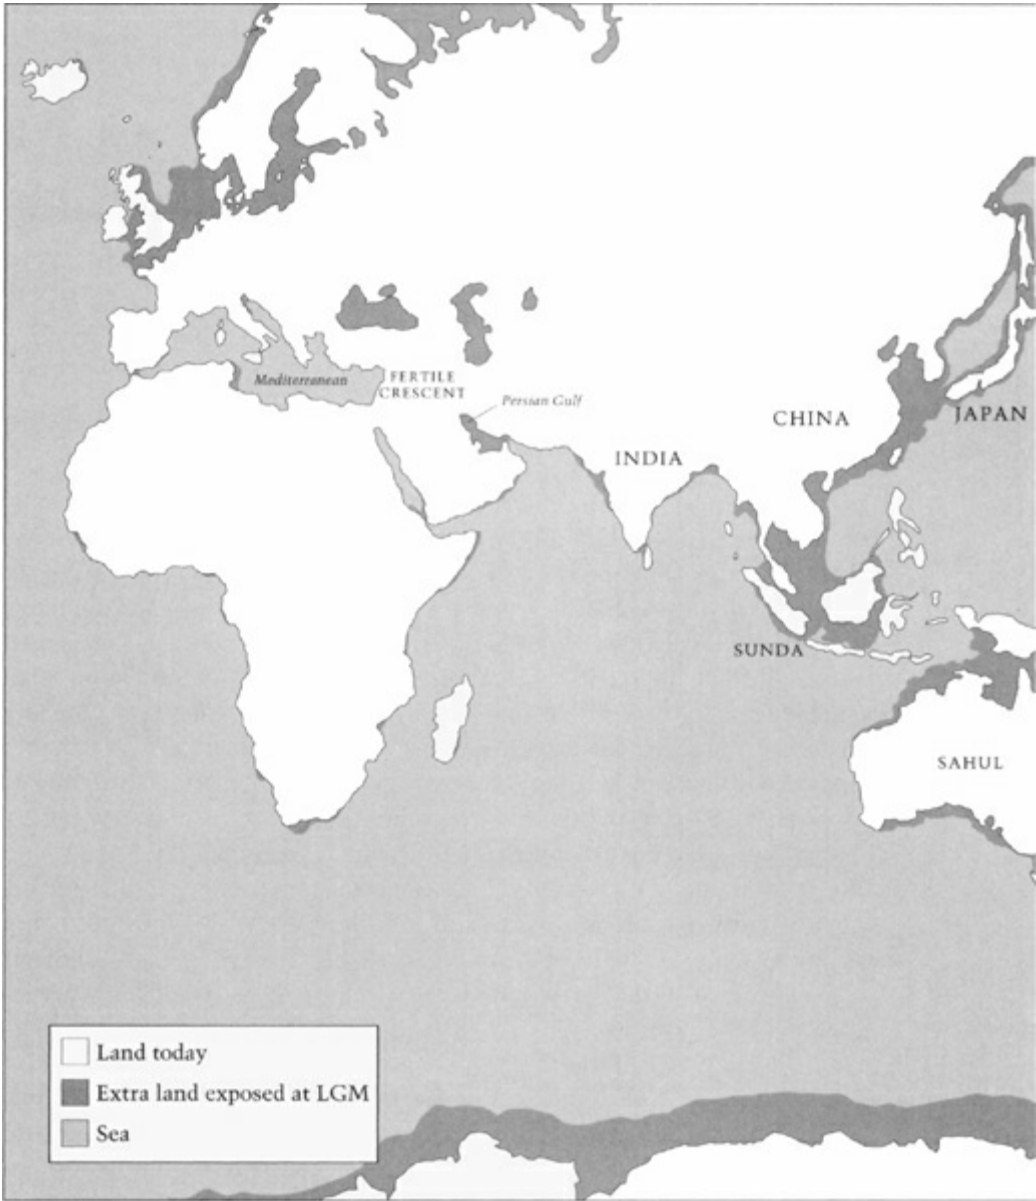 Mediterranean
FERTILE
CRESCENT
Persian Gulf
CHINA
JAPAN
INDIA
SUNDA
SAHUL
Land today
Extra land exposed at LGM
Sea